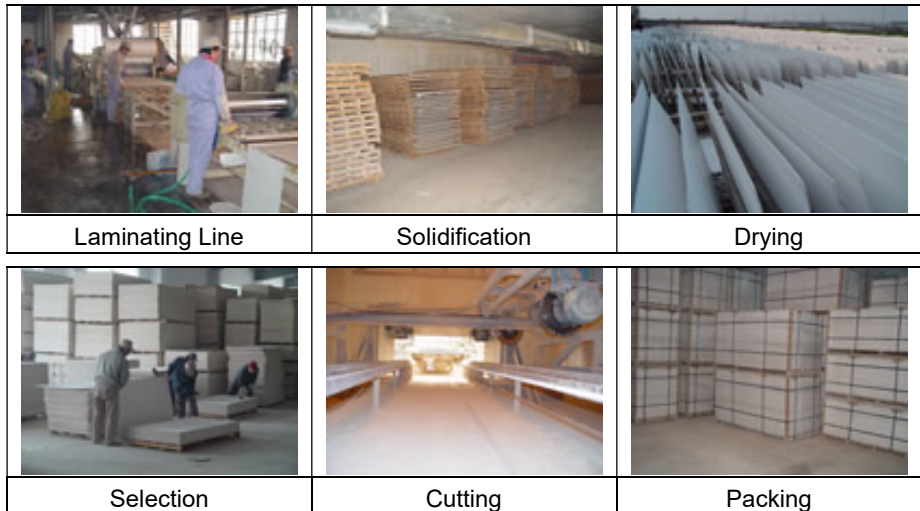 Laminating Line
Solidification
Drying
Selection
Cutting
Packing